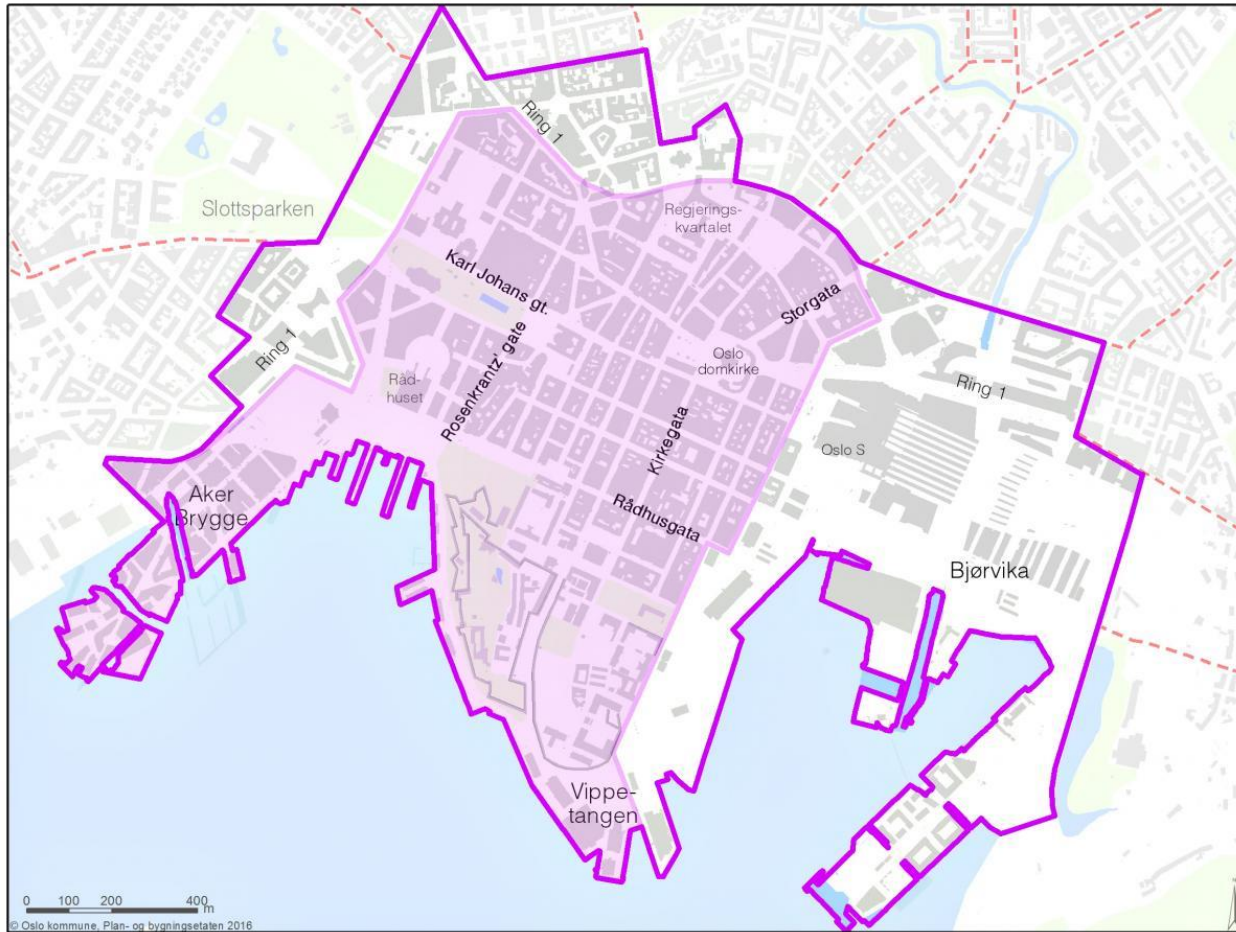 Ring 1
Slottsparken
Regjerings-
kvartalet
Karl Johans gt.
Storgata
Ring 1
Rosenkrantz' gate
Oslo
domkirke
Råd-
huset
Ring 1
Kirkegata
Oslo S
Aker
Brygge
Rådhusgata
Bjørvika
Vippe-
tangen
0 100 200 400
m
© Oslo kommune, Plan- og bygningsetaten 2016